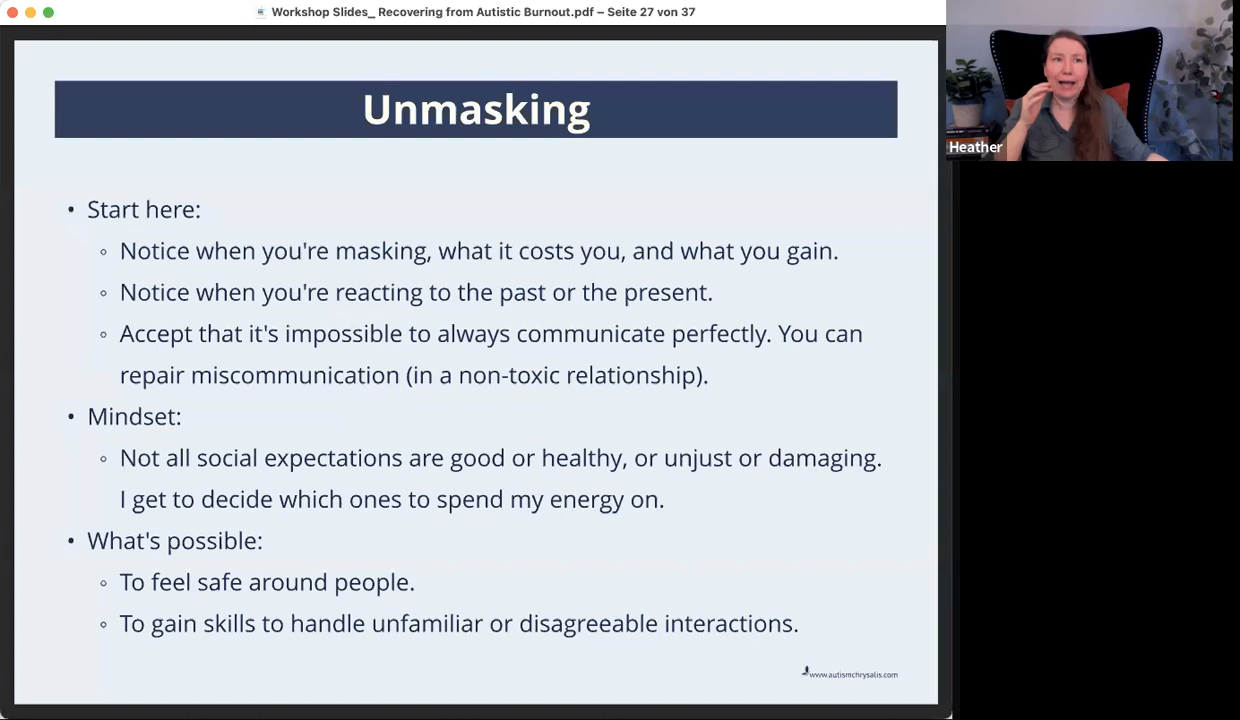 Workshop Slides_ Recovering from Autistic Burnout.pdf – Seite 27 von 37
Unmasking
• Start here:
◦ Notice when you're masking, what it costs you, and what you gain.
◦ Notice when you're reacting to the past or the present.
◦ Accept that it's impossible to always communicate perfectly. You can
repair miscommunication (in a non-toxic relationship).
• Mindset:
◦ Not all social expectations are good or healthy, or unjust or damaging.
I get to decide which ones to spend my energy on.
• What's possible:
◦ To feel safe around people.
◦ To gain skills to handle unfamiliar or disagreeable interactions.
www.autismchrysalis.com
Heather